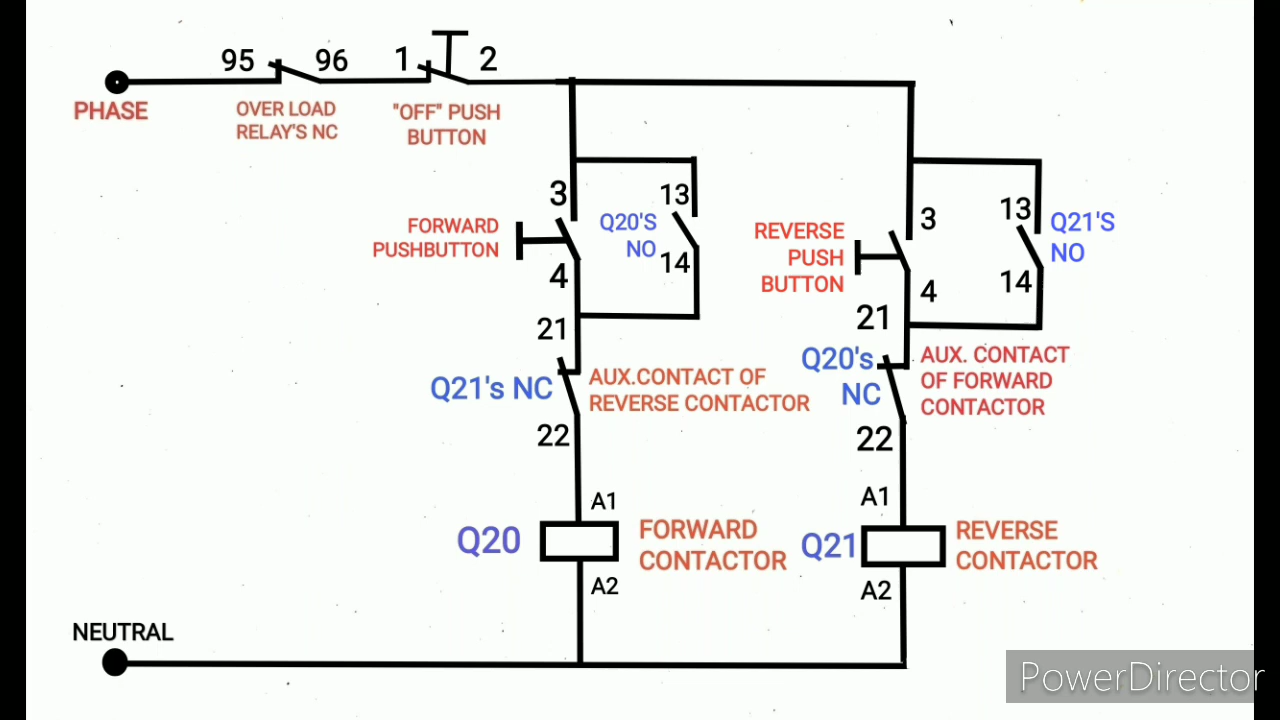 95 96 1 2
PHASE
OVER LOAD
RELAY'S NC
"OFF" PUSH
BUTTON
3
FORWARD
PUSHBUTTON
4
13
Q20'S
NO
14
21
Q21's NC
AUX.CONTACT OF
REVERSE CONTACTOR
22
A1
Q20
FORWARD
CONTACTOR
A2
3
REVERSE
PUSH
BUTTON
4
13
Q21'S
NO
14
21
Q20's
NC
AUX. CONTACT
OF FORWARD
CONTACTOR
22
A1
Q21
REVERSE
CONTACTOR
A2
NEUTRAL
PowerDirector